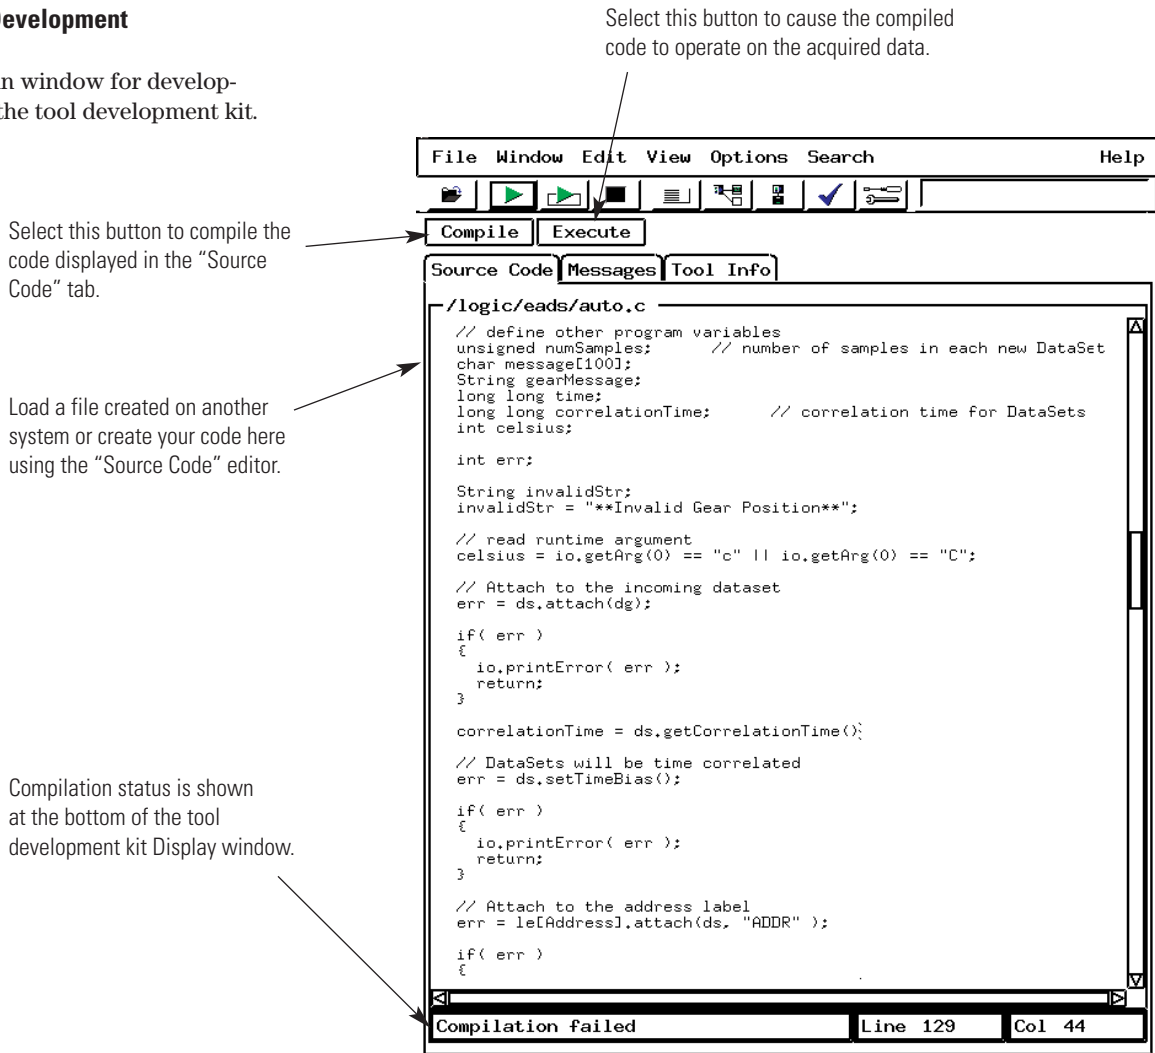 Development
in window for develop-
the tool development kit.
Select this button to cause the compiled
code to operate on the acquired data.
Select this button to compile the
code displayed in the “Source
Code” tab.
Load a file created on another
system or create your code here
using the “Source Code” editor.
Compilation status is shown
at the bottom of the tool
development kit Display window.
File Window Edit View Options Search Help
Compile Execute
Source Code Messages Tool Info
/logic/eads/auto.c
// define other program variables
unsigned numSamples; // number of samples in each new DataSet
char message[100];
String gearMessage;
long long time;
long long correlationTime; // correlation time for DataSets
int celsius;
int err;
String invalidStr;
invalidStr = "**Invalid Gear Position**";
// read runtime argument
celsius = io.getArg(0) == "c" || io.getArg(0) == "C";
// Attach to the incoming dataset
err = ds.attach(dg);
if( err )
{
io.printError( err );
return;
}
correlationTime = ds.getCorrelationTime();
// DataSets will be time correlated
err = ds.setTimeBias();
if( err )
{
io.printError( err );
return;
}
// Attach to the address label
err = le[Address].attach(ds, "ADDR" );
if( err )
{
Compilation failed Line 129 Col 44